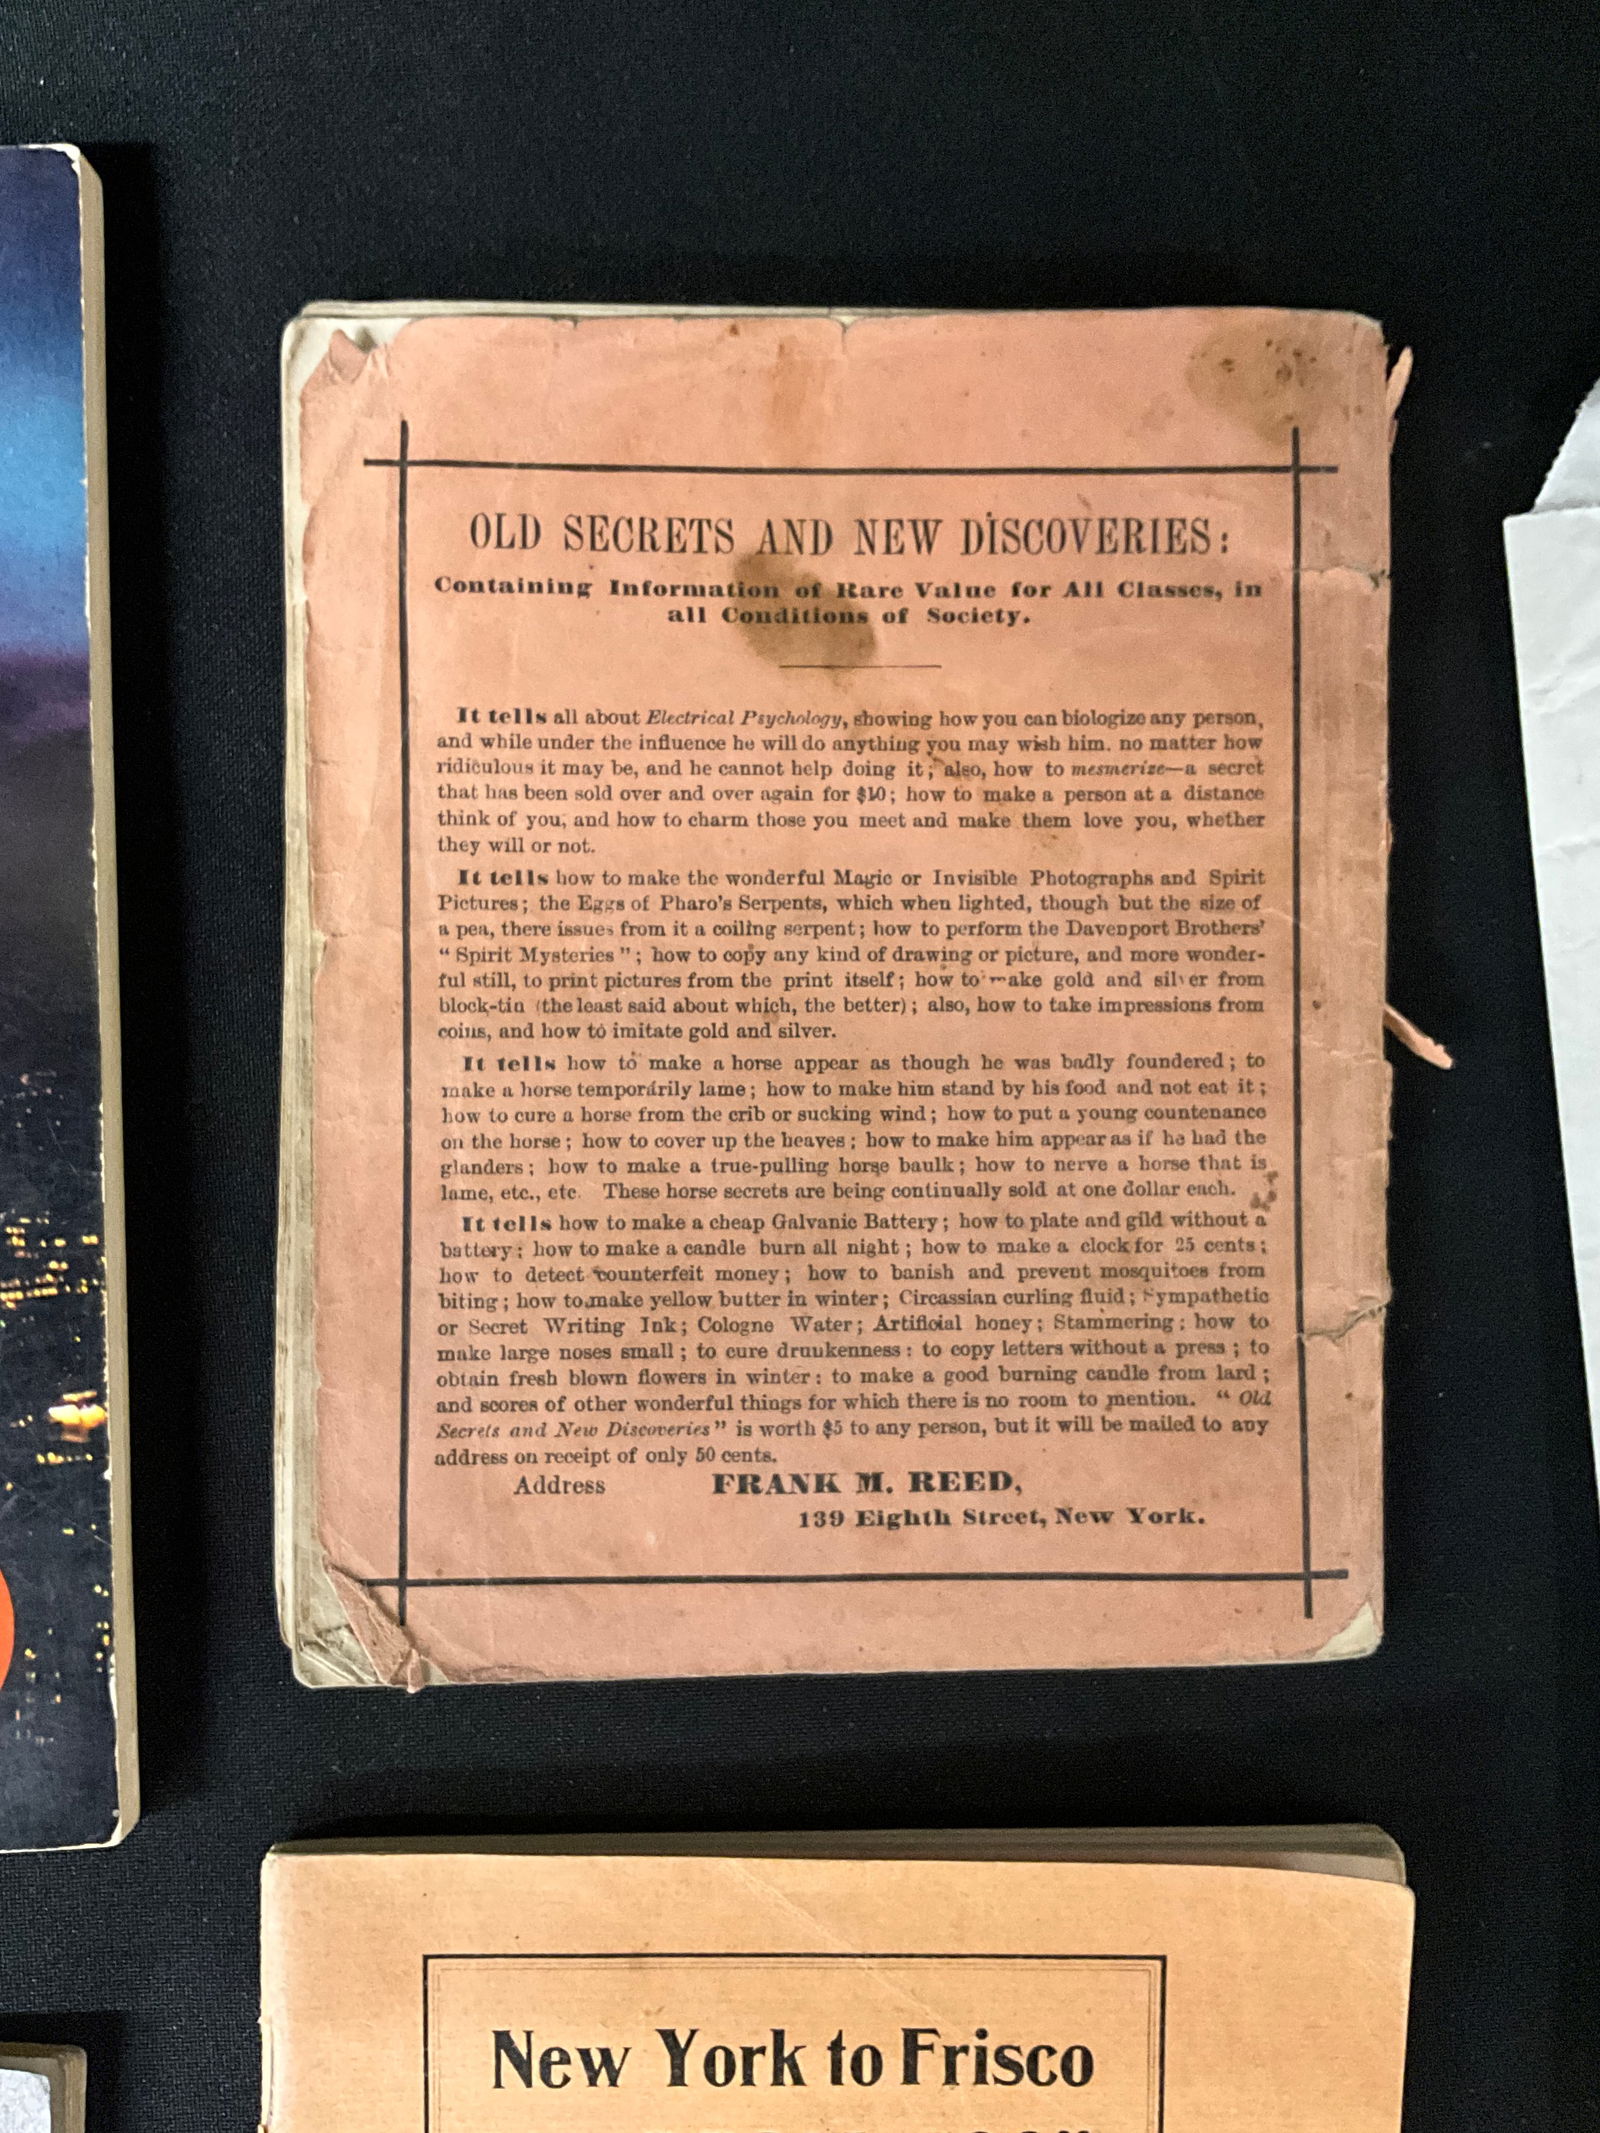 OLD SECRETS AND NEW DISCOVERIES:
Containing Information of Rare Value for All Classes, in
all Conditions of Society.
It tells all about Electrical Psychology, showing how you can biologize any person,
and while under the influence he will do anything you may wish him. no matter how
ridiculous it may be, and he cannot help doing it; also, how to mesmerize—a secret
that has been sold over and over again for $10; how to make a person at a distance
think of you, and how to charm those you meet and make them love you, whether
they will or not.
It tells how to make the wonderful Magic or Invisible Photographs and Spirit
Pictures; the Eggs of Pharo's Serpents, which when lighted, though but the size of
a pea, there issues from it a coiling serpent; how to perform the Davenport Brothers'
"Spirit Mysteries"; how to copy any kind of drawing or picture, and more wonder-
ful still, to print pictures from the print itself; how to make gold and silver from
block-tin (the least said about which, the better); also, how to take impressions from
coins, and how to imitate gold and silver.
It tells how to make a horse appear as though he was badly foundered; to
make a horse temporarily lame; how to make him stand by his food and not eat it;
how to cure a horse from the crib or sucking wind; how to put a young countenance
on the horse; how to cover up the heaves; how to make him appear as if he had the
glanders; how to make a true-pulling horse baulk; how to nerve a horse that is
lame, etc., etc. These horse secrets are being continually sold at one dollar each.
It tells how to make a cheap Galvanic Battery; how to plate and gild without a
battery; how to make a candle burn all night; how to make a clock for 25 cents;
how to detect counterfeit money; how to banish and prevent mosquitoes from
biting; how to make yellow butter in winter; Circassian curling fluid; Sympathetic
or Secret Writing Ink; Cologne Water; Artificial honey; Stammering; how to
make large noses small; to cure drunkenness: to copy letters without a press; to
obtain fresh blown flowers in winter: to make a good burning candle from lard;
and scores of other wonderful things for which there is no room to mention. "Old
Secrets and New Discoveries" is worth $5 to any person, but it will be mailed to any
address on receipt of only 50 cents.
Address FRANK M. REED,
139 Eighth Street, New York.
New York to Frisco